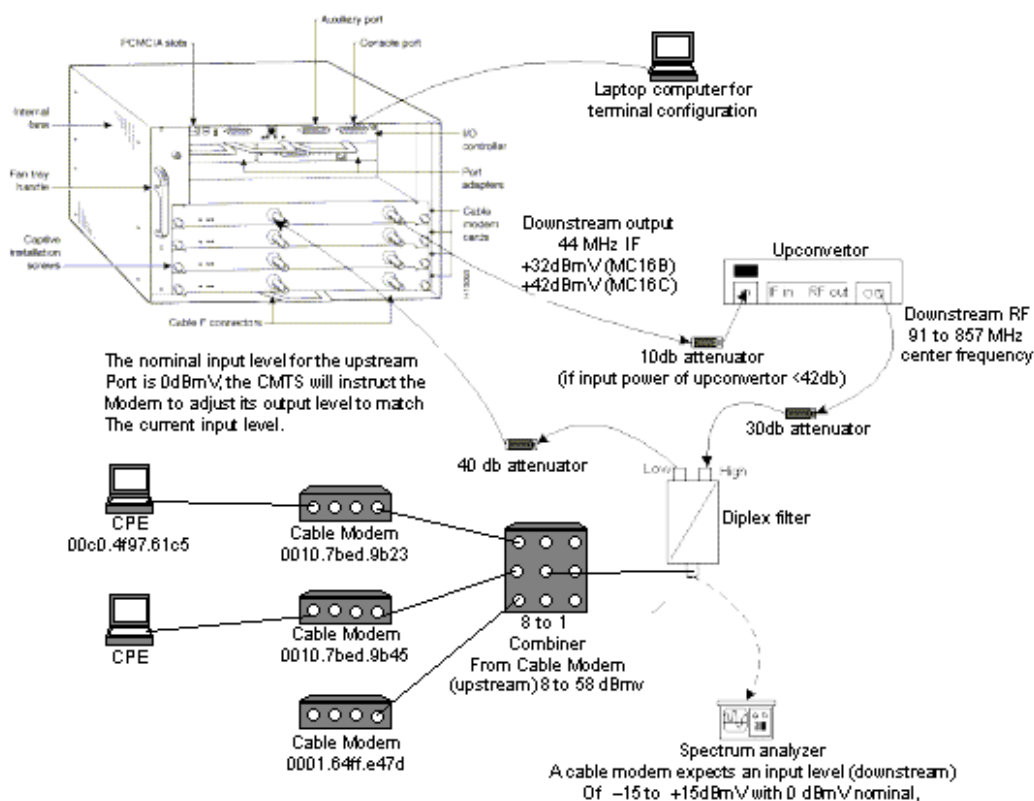 Auxiliary port
PCMCIA slots
Console port
Laptop computer for
terminal configuration
Internal
fans
I/O
controller
Fan tray
handle
Port
adapters
Cable
modem
cards
Captive
installation
screws
Cable F connectors
Downstream output
44 MHz IF
+32dBmV (MC16B)
+42dBmV (MC16C)
Upconvertor
IF in RF out
Downstream RF
91 to 857 MHz
center frequency
10db attenuator
(if input power of upconvertor <42db)
The nominal input level for the upstream
Port is 0dBmV, the CMTS will instruct the
Modem to adjust its output level to match
The current input level.
30db attenuator
40 db attenuator
Low
High
Diplex filter
CPE
00c0.4f97.61c5
Cable Modem
0010.7bed.9b23
CPE
Cable Modem
0010.7bed.9b45
8 to 1
Combiner
From Cable Modem
(upstream) 8 to 58 dBmv
Cable Modem
0001.64ff.e47d
Spectrum analyzer
A cable modem expects an input level (downstream)
Of -15 to +15dBmV with 0 dBmV nominal,